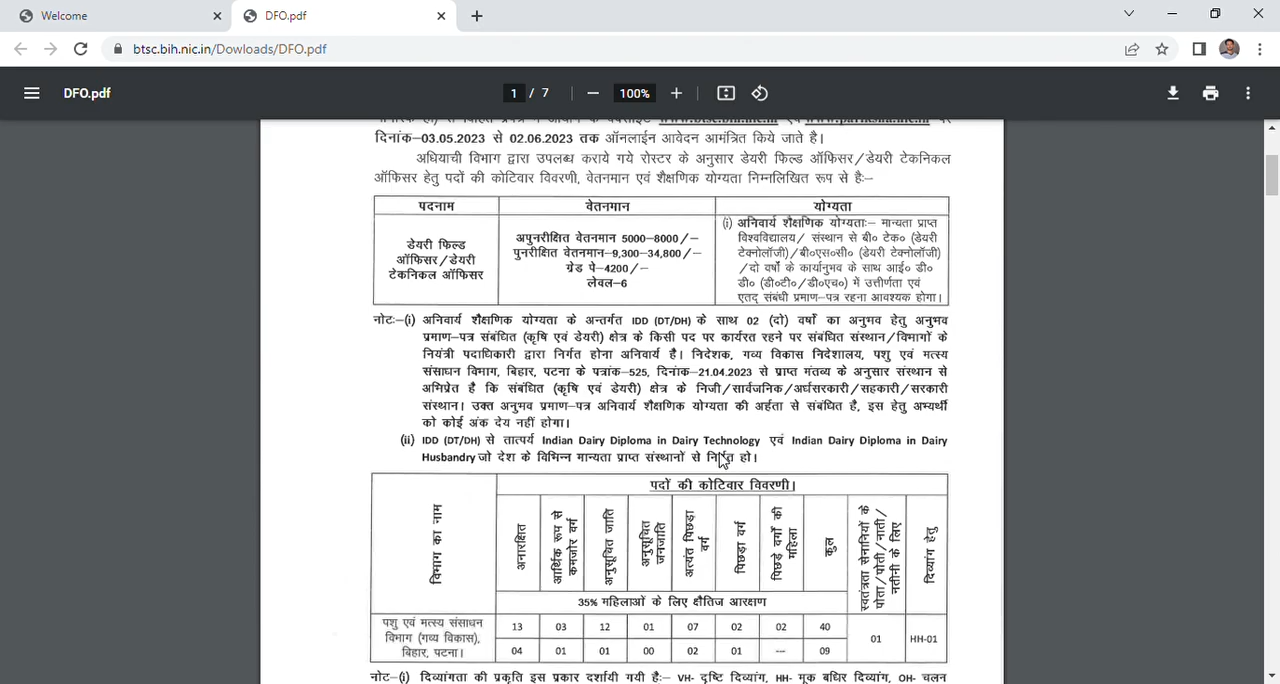 Welcome
DFO.pdf
btsc.bih.nic.in/Dowloads/DFO.pdf
DFO.pdf
1 / 7
100%
दिनांक–03.05.2023 से 02.06.2023 तक ऑनलाईन आवेदन आमंत्रित किये जाते है।
अधियाची विभाग द्वारा उपलब्ध कराये गये रोस्टर के अनुसार डेयरी फिल्ड ऑफिसर/डेयरी टेकनिकल
ऑफिसर हेतु पदों की कोटिवार विवरणी, वेतनमान एवं शैक्षणिक योग्यता निम्नलिखित रूप से है:–
पदनाम वेतनमान योग्यता
डेयरी फिल्ड
ऑफिसर/डेयरी
टेकनिकल ऑफिसर
अपुनरीक्षित वेतनमान 5000–8000/–
पुनरीक्षित वेतनमान–9,300–34,800/–
ग्रेड पे–4200/–
लेवल–6
(i) अनिवार्य शैक्षणिक योग्यताः– मान्यता प्राप्त
विश्वविद्यालय/ संस्थान से बी० टेक० (डेयरी
टेक्नोलॉजी)/बी०एस०सी० (डेयरी टेक्नोलॉजी)
/दो वर्षों के कार्यानुभव के साथ आई० डी०
डी० (डी०टी०/डी०एच०) में उत्तीर्णता एवं
एतद् संबंधी प्रमाण–पत्र रहना आवश्यक होगा।
नोटः–(i) अनिवार्य शैक्षणिक योग्यता के अन्तर्गत IDD (DT/DH) के साथ 02 (दो) वर्षों का अनुभव हेतु अनुभव
प्रमाण–पत्र संबंधित (कृषि एवं डेयरी) क्षेत्र के किसी पद पर कार्यरत रहने पर संबंधित संस्थान/विभागों के
नियंत्री पदाधिकारी द्वारा निर्गत होना अनिवार्य है। निदेशक, गव्य विकास निदेशालय, पशु एवं मत्स्य
संसाधन विभाग, बिहार, पटना के पत्रांक–525, दिनांक–21.04.2023 से प्राप्त मंतव्य के अनुसार संस्थान से
अभिप्रेत है कि संबंधित (कृषि एवं डेयरी) क्षेत्र के निजी/सार्वजनिक/अर्धसरकारी/सहकारी/सरकारी
संस्थान। उक्त अनुभव प्रमाण–पत्र अनिवार्य शैक्षणिक योग्यता की अर्हता से संबंधित है, इस हेतु अभ्यर्थी
को कोई अंक देय नहीं होगा।
(ii) IDD (DT/DH) से तात्पर्य Indian Dairy Diploma in Dairy Technology एवं Indian Dairy Diploma in Dairy
Husbandry जो देश के विभिन्न मान्यता प्राप्त संस्थानों से निर्गत हो।
पदों की कोटिवार विवरणी।
विभाग का नाम
अनारक्षित
आर्थिक रूप से
कमजोर वर्ग
अनुसूचित जाति
अनुसूचित
जनजाति
अत्यंत पिछड़ा
वर्ग
पिछड़ा वर्ग
पिछड़े वर्गों की
महिला
कुल
स्वतंत्रता सेनानियों के
पोता/पोती/नाती/
नतीनी के लिए
दिव्यांग हेतु
35% महिलाओं के लिए क्षैतिज आरक्षण
पशु एवं मत्स्य संसाधन
विभाग (गव्य विकास),
बिहार, पटना।
13 03 12 01 07 02 02 40
04 01 01 00 02 01 --- 09
01 HH-01
नोटः–(i) दिव्यांगता की प्रकृति इस प्रकार दर्शायी गयी है:– VH- दृष्टि दिव्यांग, HH- मूक बधिर दिव्यांग, OH- चलन